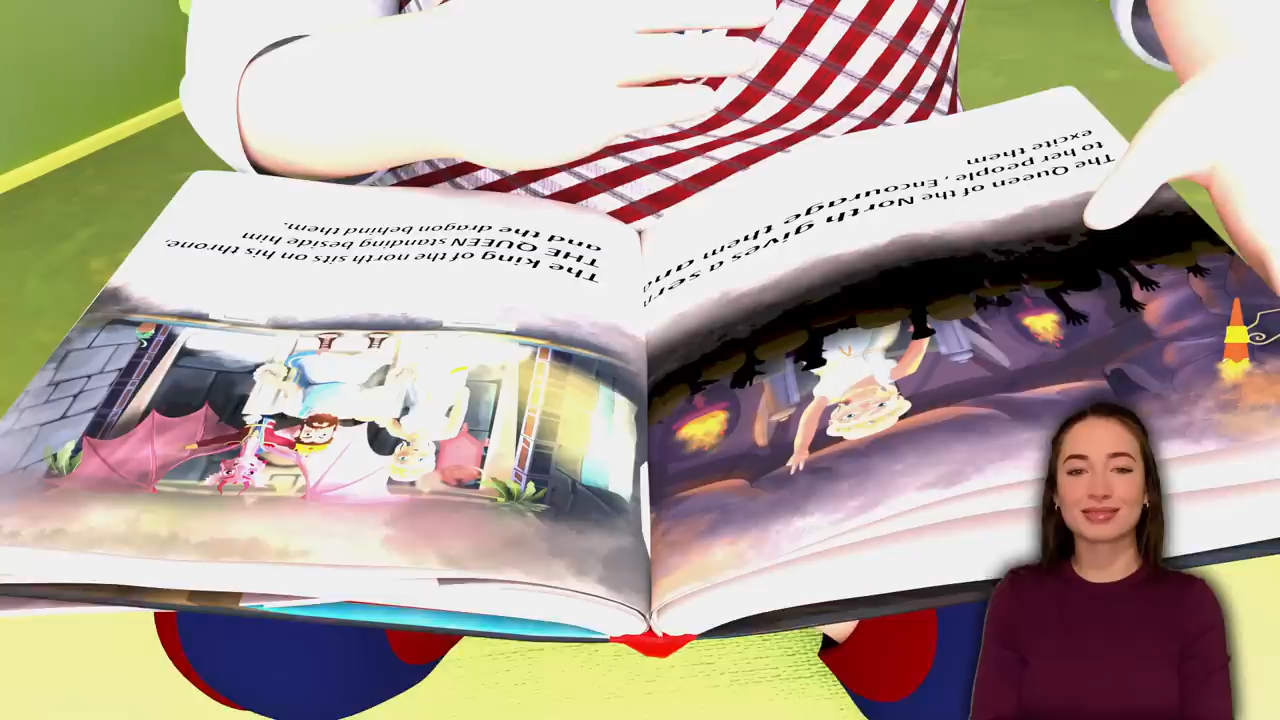 The king of the north sits on his throne,
THE QUEEN standing beside him
and the dragon behind them.
The Queen of the North gives a
to her people, Encourage them and
excite them